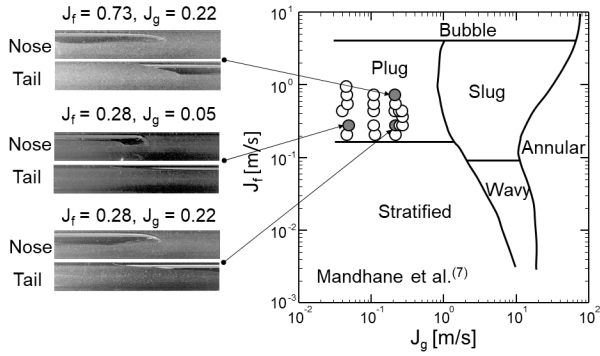 J_f = 0.73, J_g = 0.22
Nose
Tail
J_f = 0.28, J_g = 0.05
Nose
Tail
J_f = 0.28, J_g = 0.22
Nose
Tail
10^1
10^0
10^-1
10^-2
10^-3
J_f [m/s]
Bubble
Plug
Slug
Annular
Wavy
Stratified
Mandhane et al.^(7)
10^-2 10^-1 10^0 10^1 10^2
J_g [m/s]